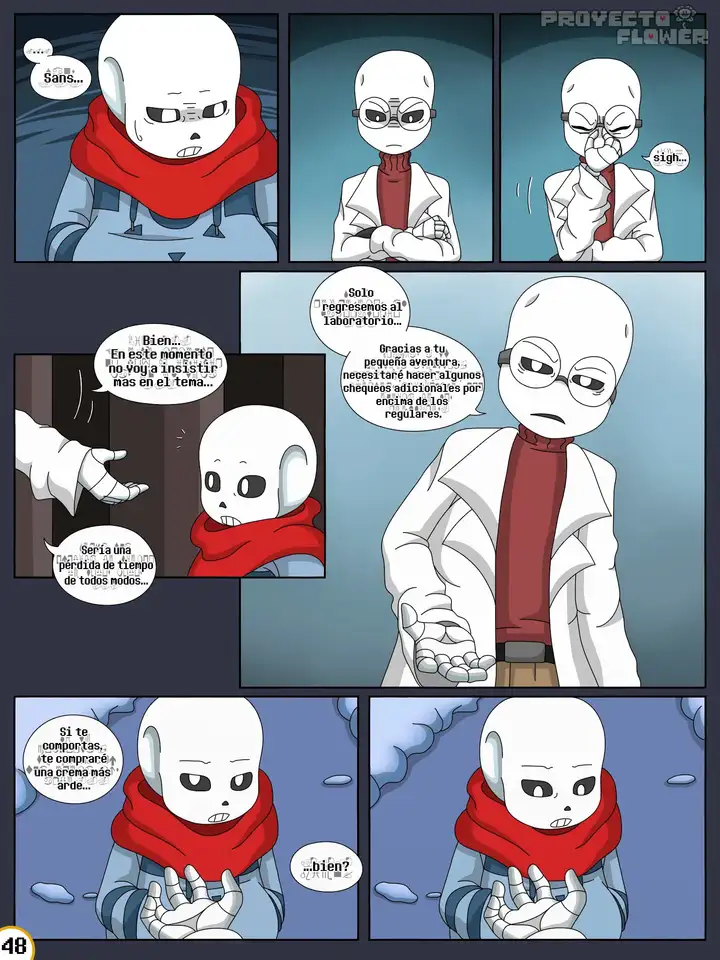 PROYECTO
FLOWER
...
Sans...
sigh...
Solo
regresemos al
laboratorio...
Gracias a tu
pequeña aventura,
necesitaré hacer algunos
chequeos adicionales por
encima de los
regulares.
Bien...
En este momento
no voy a insistir
mas en el tema...
Sería una
pérdida de tiempo
de todos modos...
Si te
comportas,
te compraré
una crema más
arde...
...bien?
48